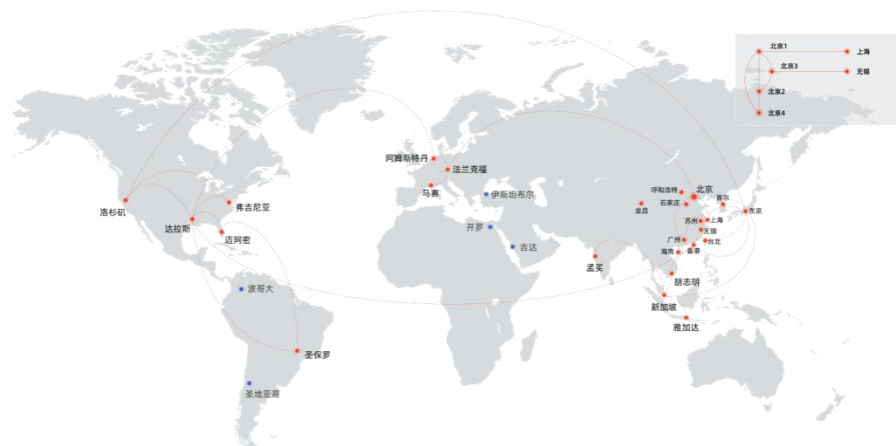 北京1
上海
北京3
无锡
北京2
北京4
阿姆斯特丹
法兰克福
马赛
伊斯坦布尔
呼和浩特
北京
石家庄
首尔
金昌
东京
洛杉矶
弗吉尼亚
达拉斯
迈阿密
开罗
吉达
苏州
上海
无锡
广州
台北
香港
海南
孟买
胡志明
波哥大
新加坡
雅加达
圣保罗
圣地亚哥